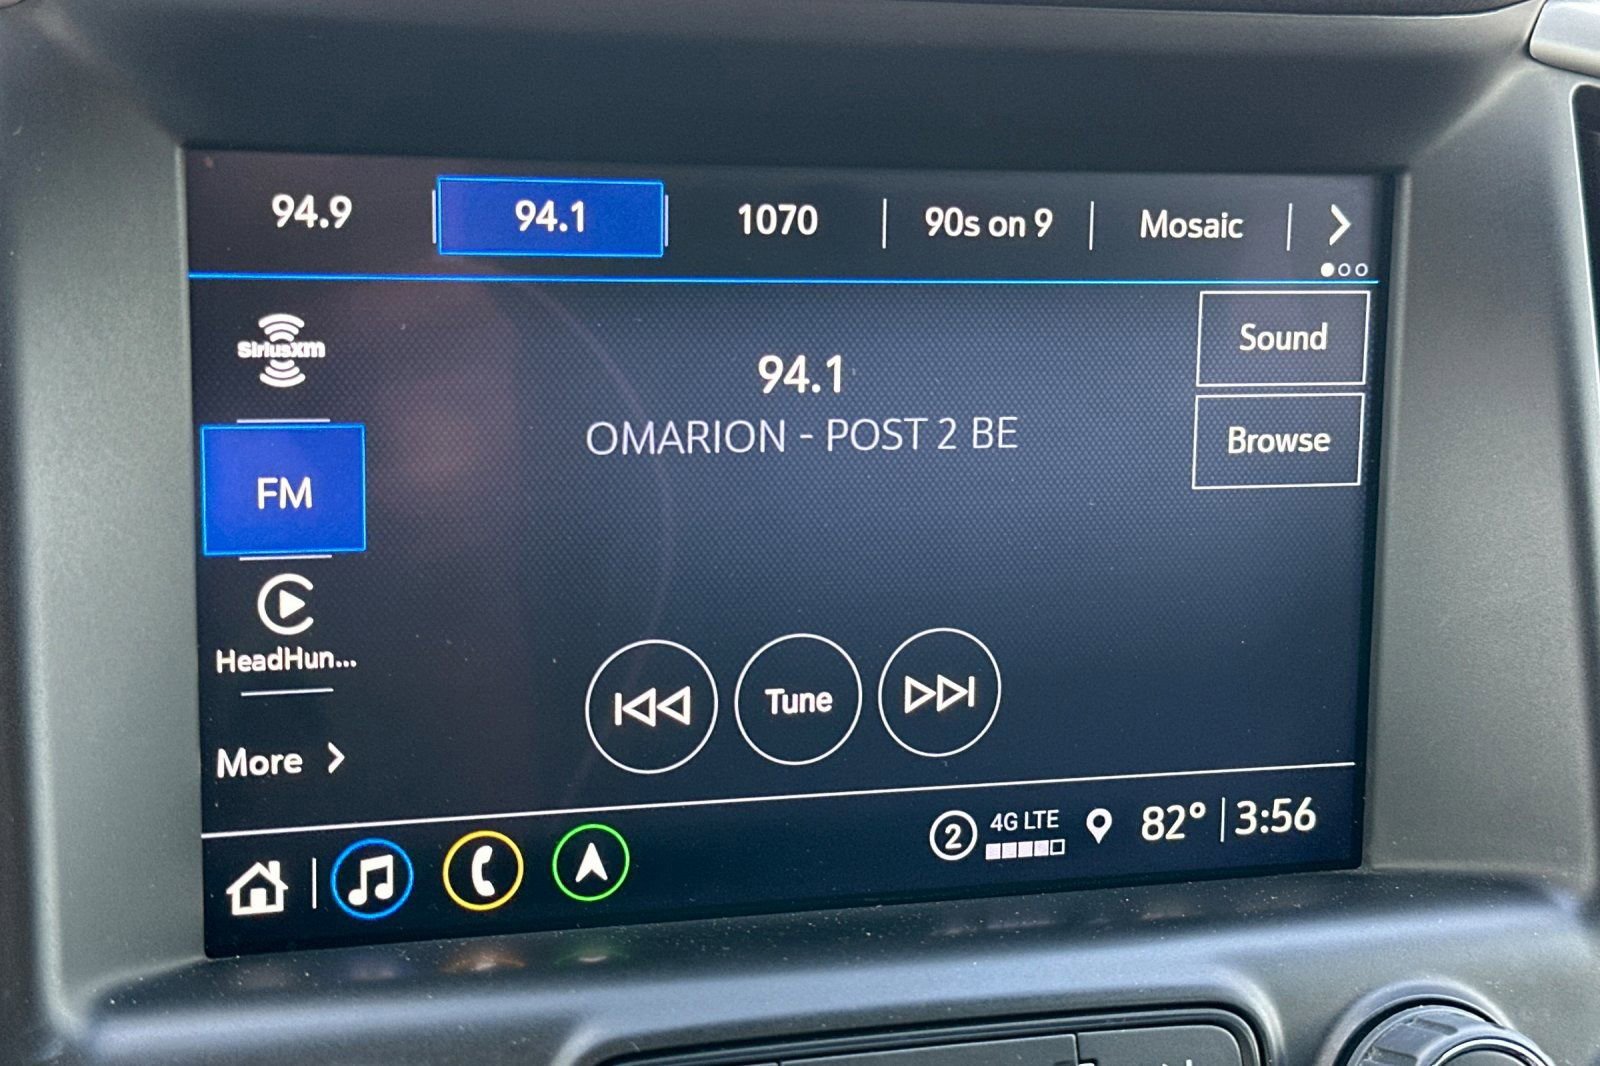 94.9 94.1 1070 90s on 9 Mosaic
SiriusXm
94.1
Sound
OMARION - POST 2 BE
Browse
FM
HeadHun...
Tune
More
2 4G LTE 82° 3:56